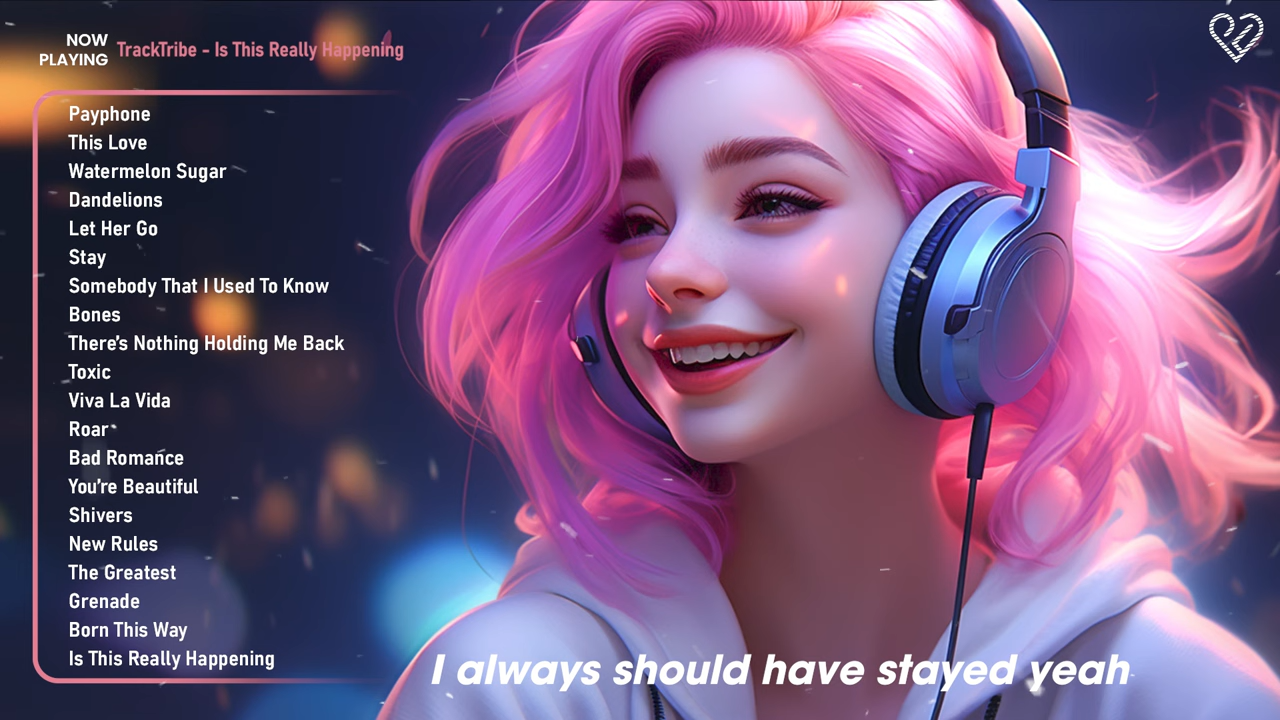 NOW
PLAYING
TrackTribe - Is This Really Happening
Payphone
This Love
Watermelon Sugar
Dandelions
Let Her Go
Stay
Somebody That I Used To Know
Bones
There's Nothing Holding Me Back
Toxic
Viva La Vida
Roar
Bad Romance
You're Beautiful
Shivers
New Rules
The Greatest
Grenade
Born This Way
Is This Really Happening
I always should have stayed yeah